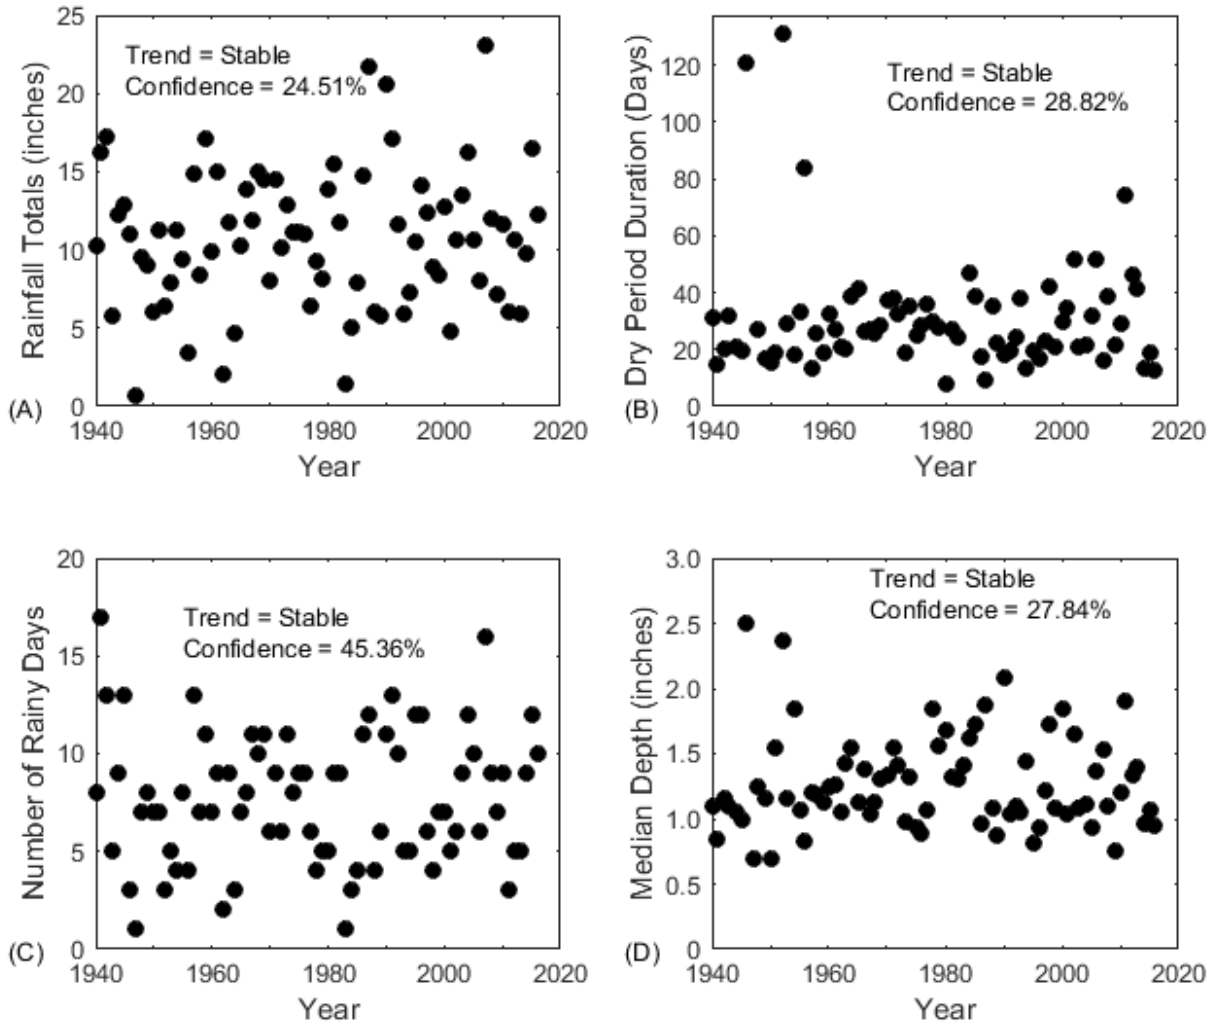 25
20
15
10
5
0
Rainfall Totals (inches)
Trend = Stable
Confidence = 24.51%
(A)
1940 1960 1980 2000 2020
Year
120
100
80
60
40
20
0
Dry Period Duration (Days)
Trend = Stable
Confidence = 28.82%
(B)
1940 1960 1980 2000 2020
Year
20
15
10
5
0
Number of Rainy Days
Trend = Stable
Confidence = 45.36%
(C)
1940 1960 1980 2000 2020
Year
3.0
2.5
2.0
1.5
1.0
0.5
0
Median Depth (inches)
Trend = Stable
Confidence = 27.84%
(D)
1940 1960 1980 2000 2020
Year